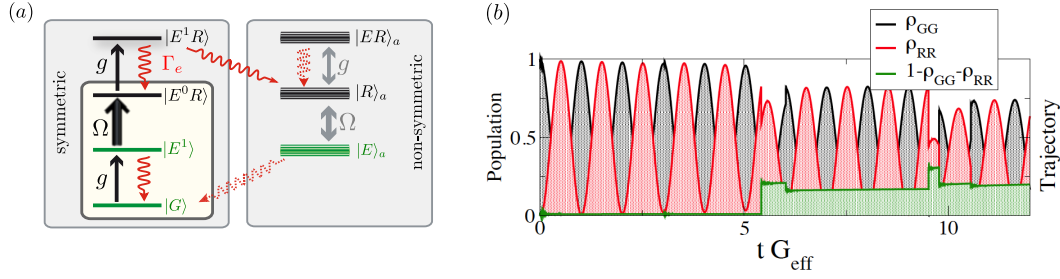 (a)
symmetric
|E¹R⟩
g
Γₑ
|E⁰R⟩
Ω
|E¹⟩
g
|G⟩
|ER⟩ₐ
g
|R⟩ₐ
Ω
|E⟩ₐ
non-symmetric
(b)
ρGG
ρRR
1-ρGG-ρRR
Population
1
0.5
0
0
5
10
t Geff
Trajectory